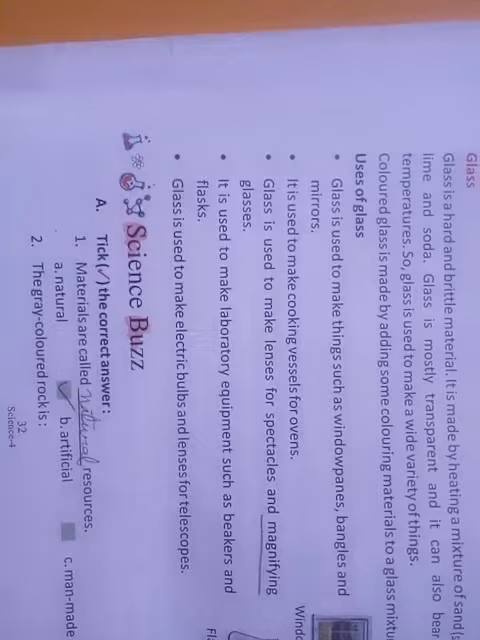 Glass
Glass is a hard and brittle material. It is made by heating a mixture of sand
lime and soda. Glass is mostly transparent and it can also bear
temperatures. So, glass is used to make a wide variety of things.
Coloured glass is made by adding some colouring materials to a glass mixtu
Uses of glass
• Glass is used to make things such as windowpanes, bangles and
mirrors.
• It is used to make cooking vessels for ovens.
• Glass is used to make lenses for spectacles and magnifying
glasses.
• It is used to make laboratory equipment such as beakers and
flasks.
• Glass is used to make electric bulbs and lenses for telescopes.
Windo
Fla
Science Buzz
A. Tick (✓) the correct answer :
1. Materials are called natural resources.
a. natural b. artificial c. man-made
2. The gray-coloured rock is :
32
Science-4